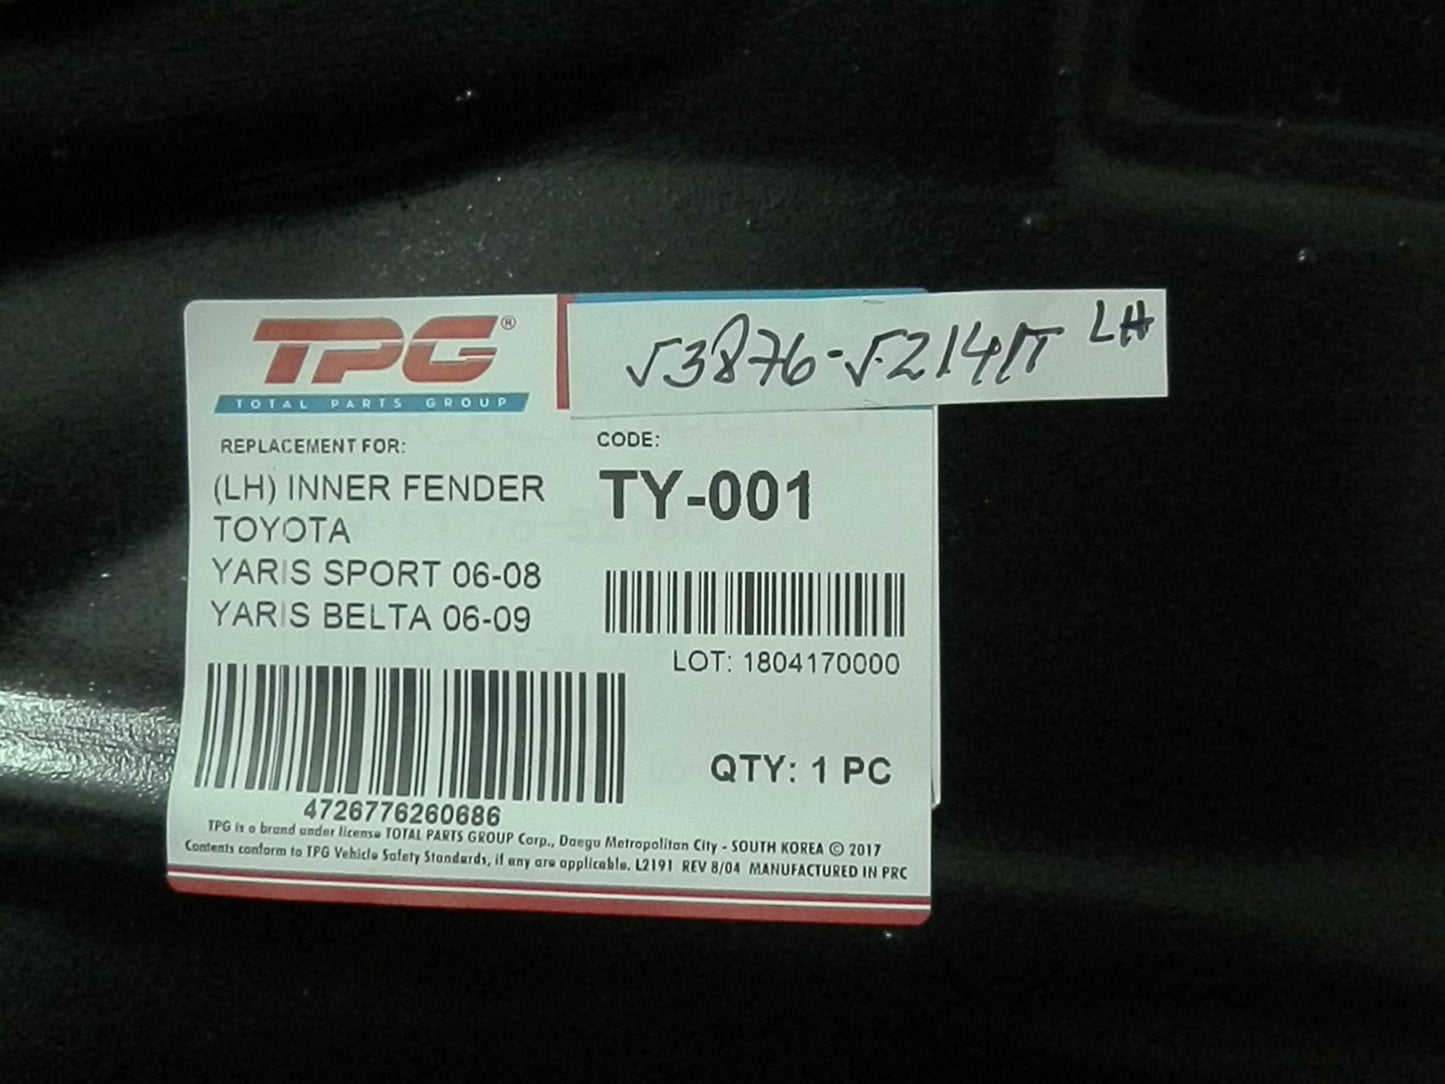 TPG®
TOTAL PARTS GROUP
53876-52141T LH
REPLACEMENT FOR:
(LH) INNER FENDER
TOYOTA
YARIS SPORT 06-08
YARIS BELTA 06-09
CODE:
TY-001
LOT: 1804170000
QTY: 1 PC
4726776260686
TPG is a brand under license TOTAL PARTS GROUP Corp., Daegu Metropolitan City - SOUTH KOREA © 2017
Contents conform to TPG Vehicle Safety Standards, if any are applicable. L2191 REV 8/04 MANUFACTURED IN PRC